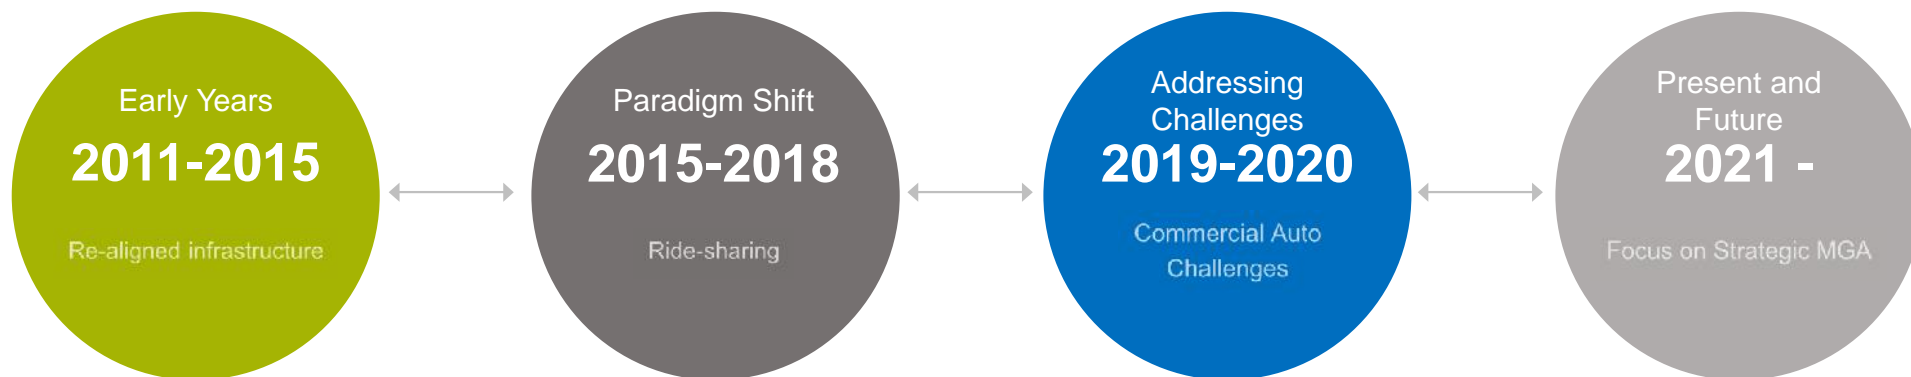 Early Years
2011-2015
Re-aligned infrastructure
Paradigm Shift
2015-2018
Ride-sharing
Addressing
Challenges
2019-2020
Commercial Auto
Challenges
Present and
Future
2021 -
Focus on Strategic MGA